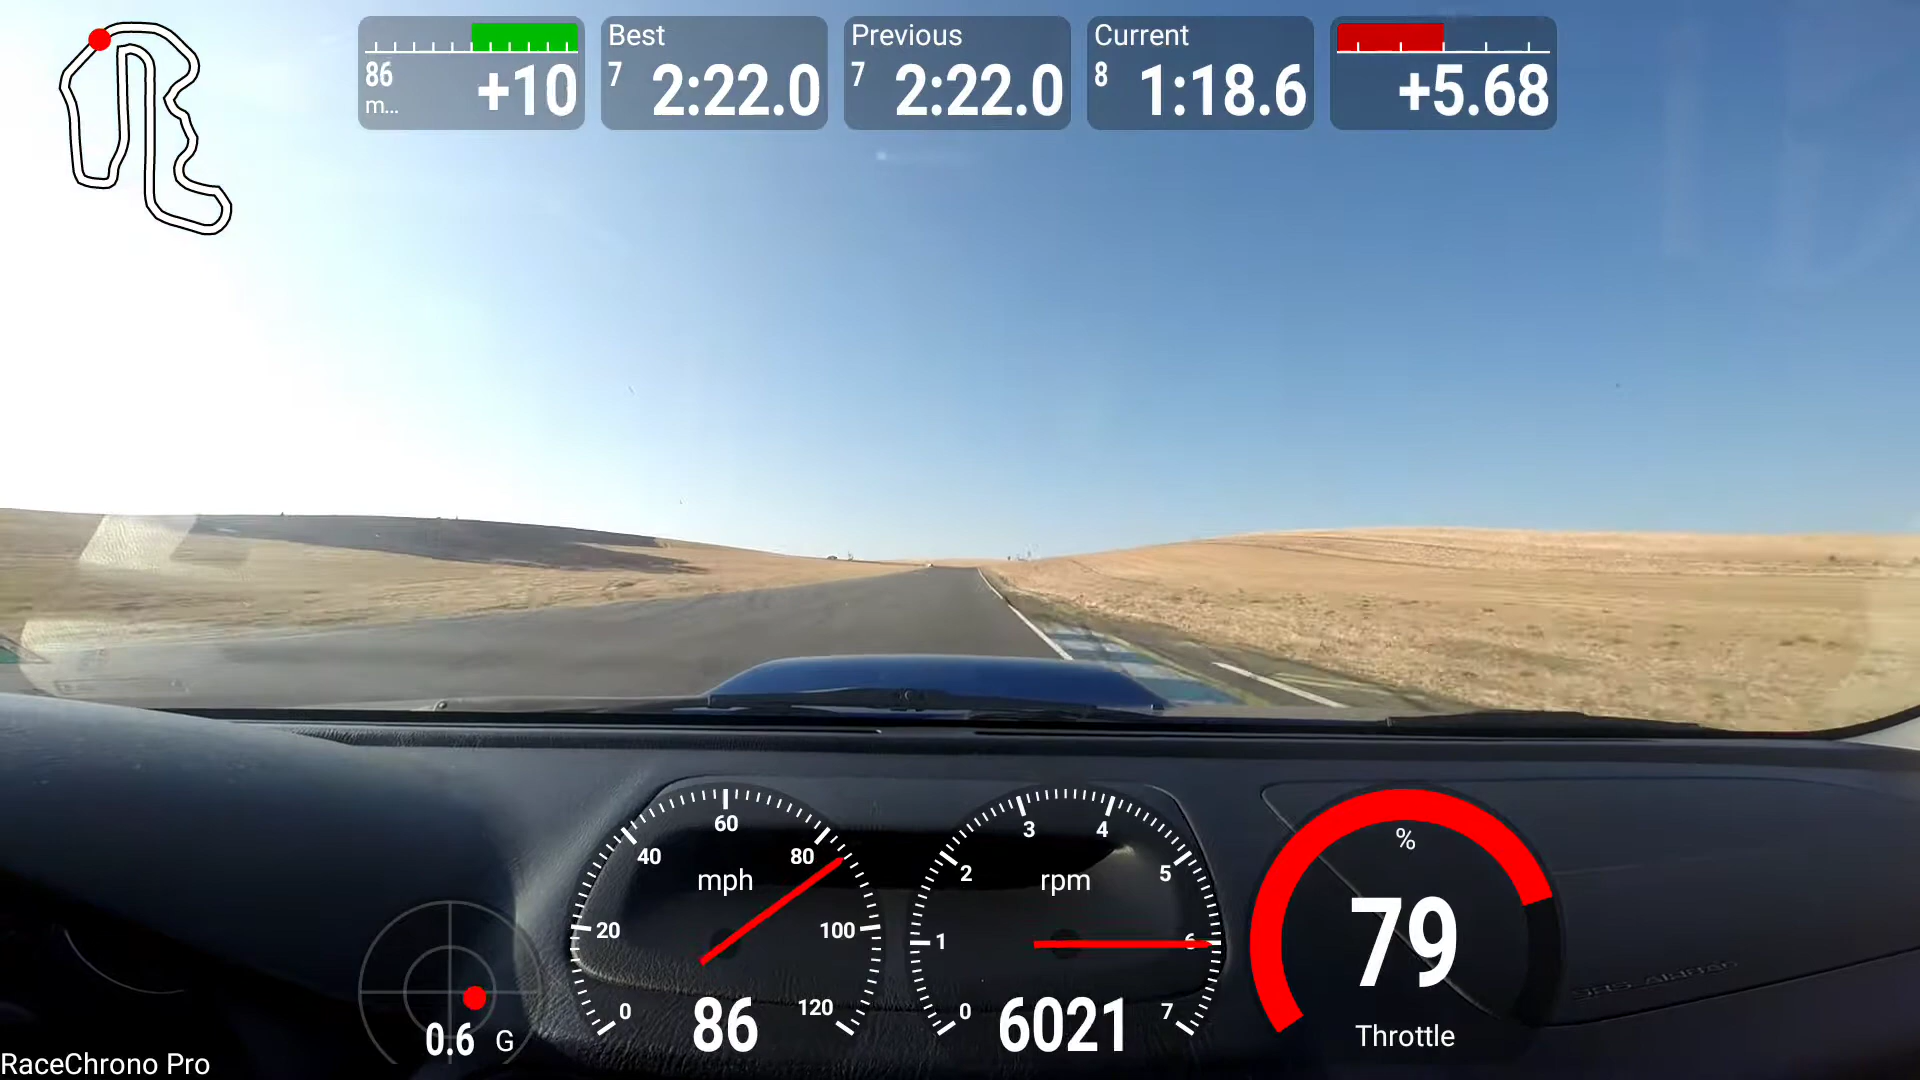 86
m...
+10
Best
7 2:22.0
Previous
7 2:22.0
Current
8 1:18.6
+5.68
0 20 40 60 80 100 120
mph
86
0 1 2 3 4 5 6 7
rpm
6021
%
79
Throttle
0.6 G
SRS AIRBAG
RaceChrono Pro